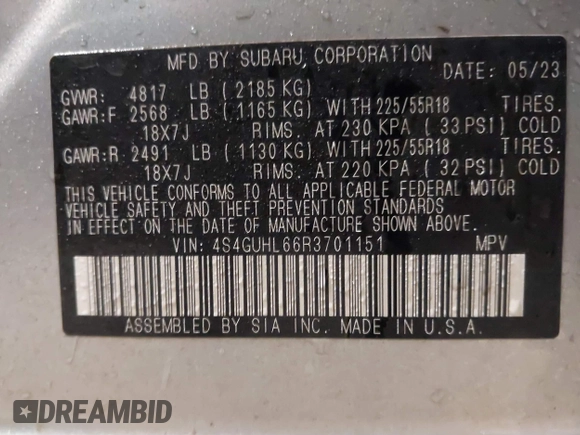 MFD BY SUBARU CORPORATION
DATE: 05/23
GVWR: 4817 LB (2185 KG)
GAWR:F 2568 LB (1165 KG) WITH 225/55R18 TIRES.
18X7J RIMS. AT 230 KPA ( 33 PSI) COLD
GAWR:R 2491 LB (1130 KG) WITH 225/55R18 TIRES.
18X7J RIMS. AT 220 KPA ( 32 PSI) COLD
THIS VEHICLE CONFORMS TO ALL APPLICABLE FEDERAL MOTOR
VEHICLE SAFETY AND THEFT PREVENTION STANDARDS
IN EFFECT ON THE DATE OF MANUFACTURE SHOWN ABOVE.
VIN: 4S4GUHL66R3701151 MPV
ASSEMBLED BY SIA INC. MADE IN U.S.A.
DREAMBID